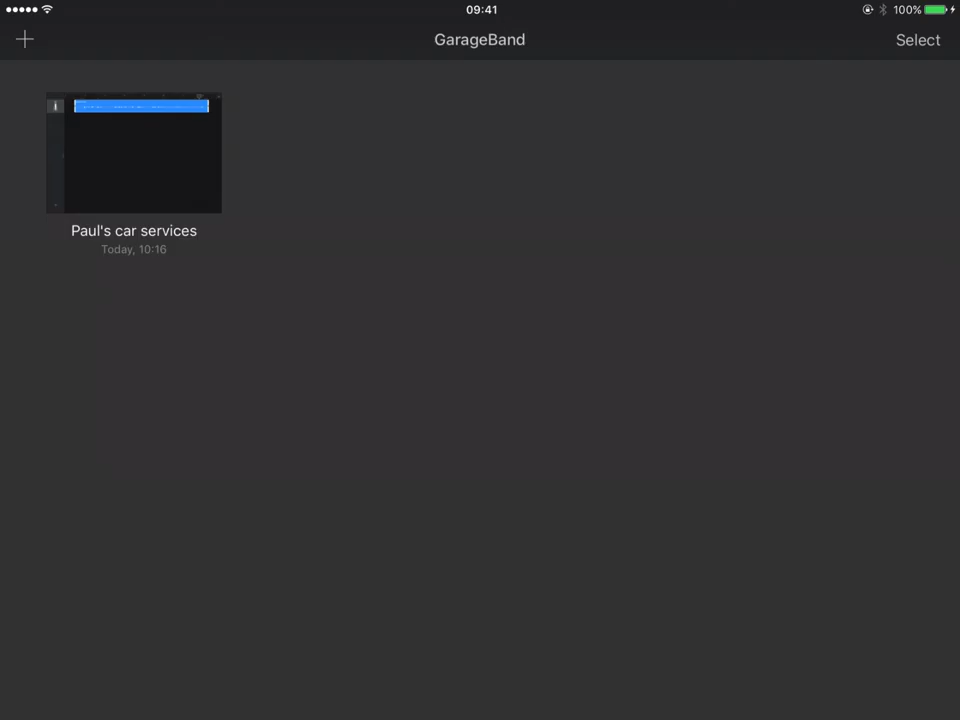 09:41
100%
GarageBand
Select
Paul's car services
Today, 10:16